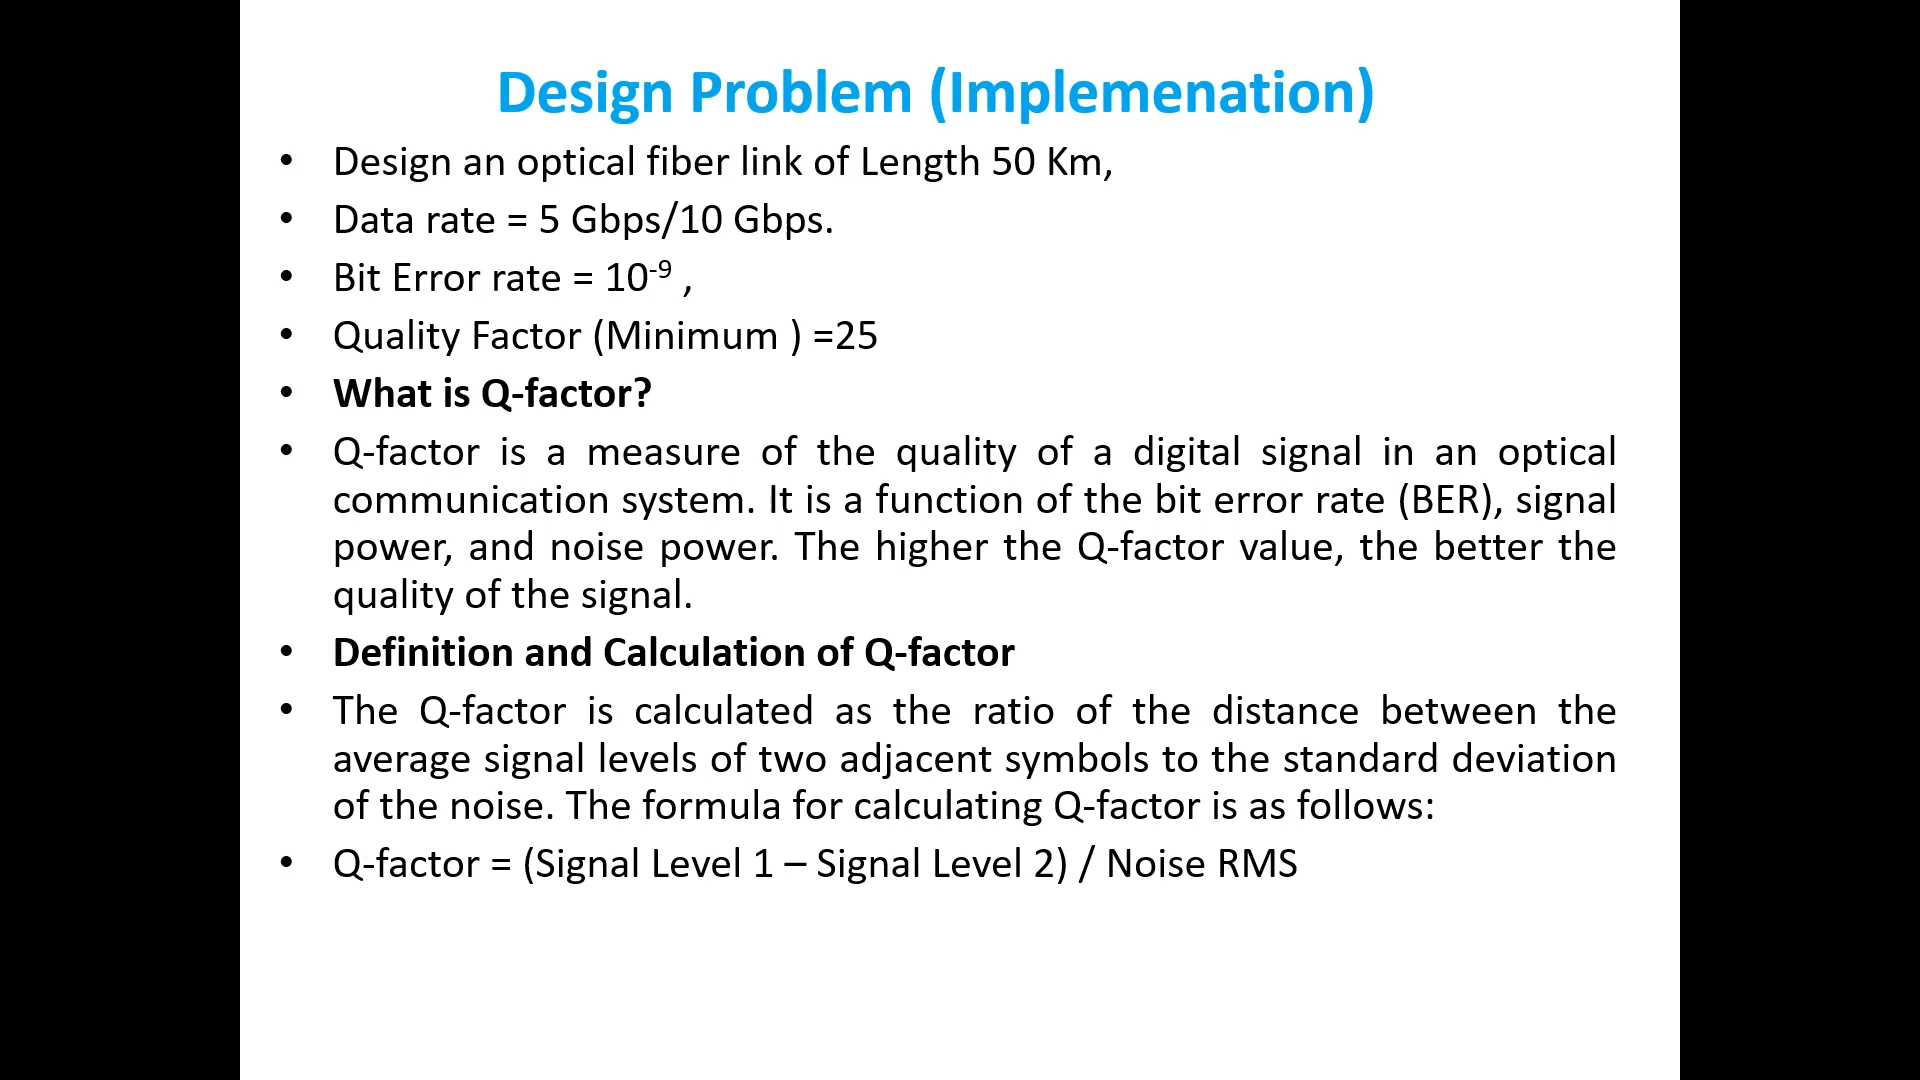 Design Problem (Implemenation)
• Design an optical fiber link of Length 50 Km,
• Data rate = 5 Gbps/10 Gbps.
• Bit Error rate = 10⁻⁹ ,
• Quality Factor (Minimum ) =25
• What is Q-factor?
• Q-factor is a measure of the quality of a digital signal in an optical
communication system. It is a function of the bit error rate (BER), signal
power, and noise power. The higher the Q-factor value, the better the
quality of the signal.
• Definition and Calculation of Q-factor
• The Q-factor is calculated as the ratio of the distance between the
average signal levels of two adjacent symbols to the standard deviation
of the noise. The formula for calculating Q-factor is as follows:
• Q-factor = (Signal Level 1 – Signal Level 2) / Noise RMS